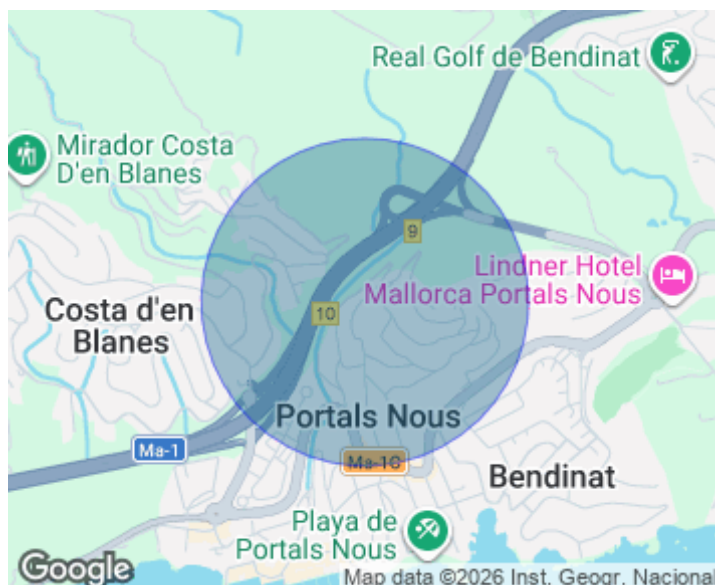 Real Golf de Bendinat
Mirador Costa
D'en Blanes
9
Lindner Hotel
Mallorca Portals Nous
10
Costa d'en
Blanes
Portals Nous
Ma-1
Ma-1C
Bendinat
Playa de
Portals Nous
Google
Map data ©2026 Inst. Geogr. Nacional